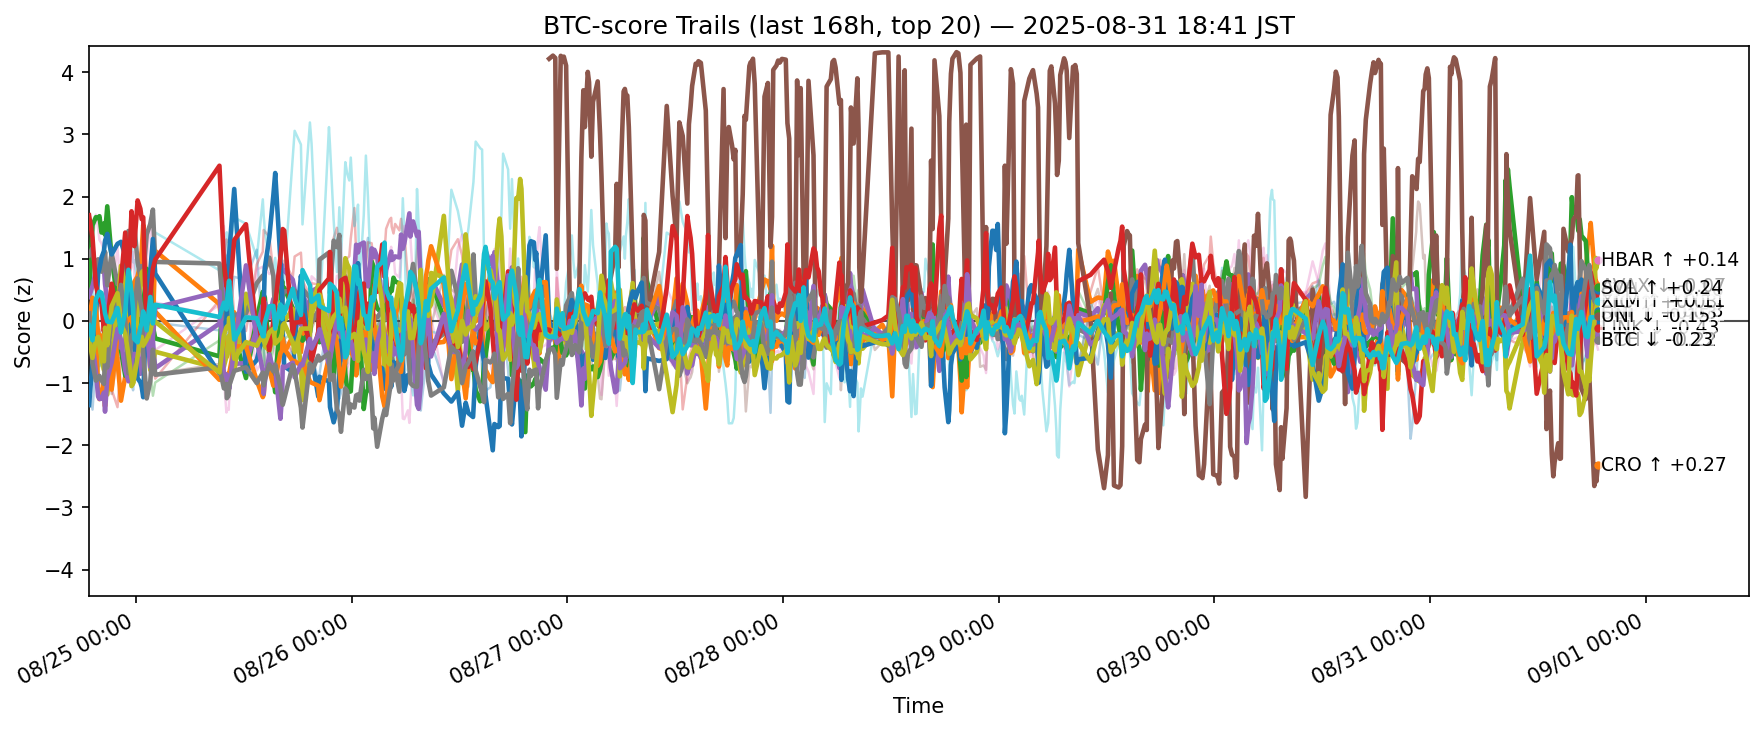 BTC-score Trails (last 168h, top 20) — 2025-08-31 18:41 JST
Score (z)
4
3
2
1
0
−1
−2
−3
−4
HBAR ↑ +0.14
SOL ↑ +0.24
XLM ↑ +0.11
UNI ↓ -0.15
BTC ↓ -0.23
CRO ↑ +0.27
08/25 00:00
08/26 00:00
08/27 00:00
08/28 00:00
08/29 00:00
08/30 00:00
08/31 00:00
09/01 00:00
Time